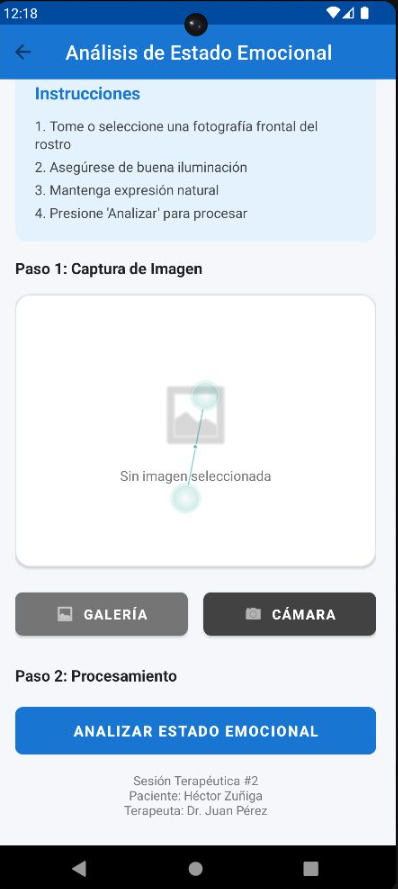 12:18
Análisis de Estado Emocional
Instrucciones
1. Tome o seleccione una fotografía frontal del
rostro
2. Asegúrese de buena iluminación
3. Mantenga expresión natural
4. Presione 'Analizar' para procesar
Paso 1: Captura de Imagen
Sin imagen seleccionada
GALERÍA
CÁMARA
Paso 2: Procesamiento
ANALIZAR ESTADO EMOCIONAL
Sesión Terapéutica #2
Paciente: Héctor Zuñiga
Terapeuta: Dr. Juan Pérez